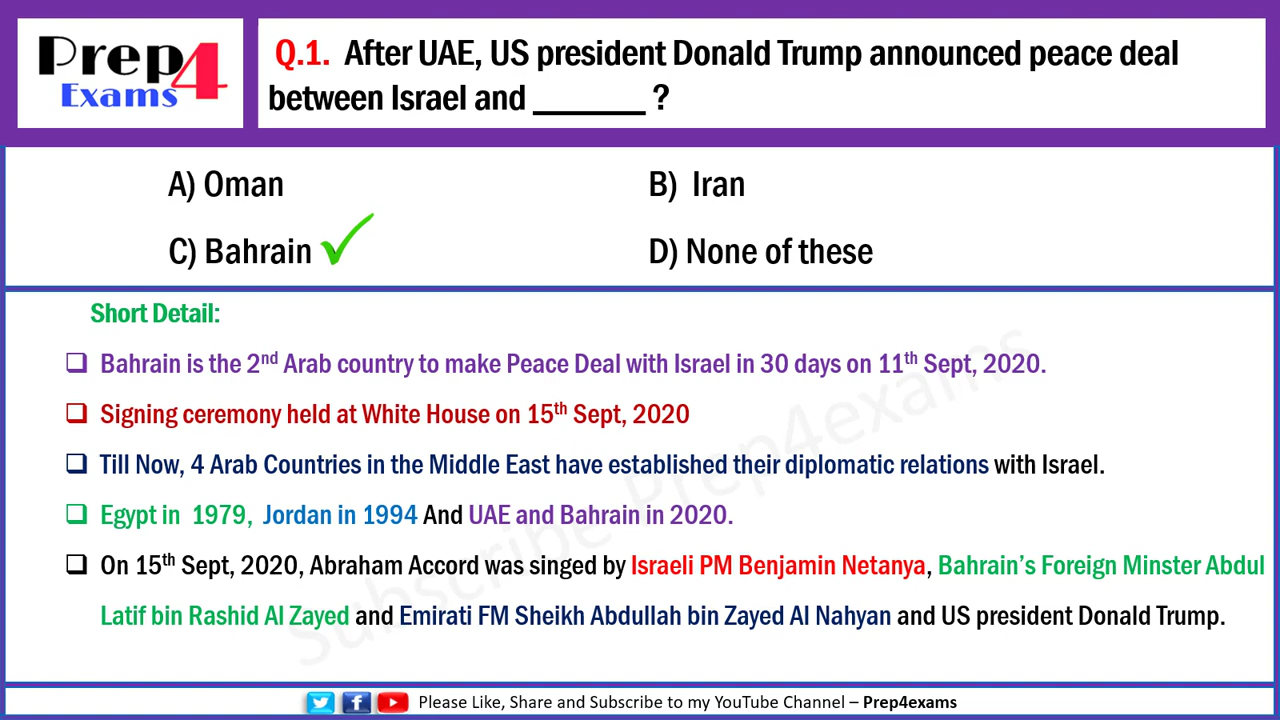 Prep4
Exams
Q.1. After UAE, US president Donald Trump announced peace deal
between Israel and _______ ?
A) Oman
B) Iran
C) Bahrain
D) None of these
Short Detail:
Bahrain is the 2nd Arab country to make Peace Deal with Israel in 30 days on 11th Sept, 2020.
Signing ceremony held at White House on 15th Sept, 2020
Till Now, 4 Arab Countries in the Middle East have established their diplomatic relations with Israel.
Egypt in 1979, Jordan in 1994 And UAE and Bahrain in 2020.
On 15th Sept, 2020, Abraham Accord was singed by Israeli PM Benjamin Netanya, Bahrain's Foreign Minster Abdul
Latif bin Rashid Al Zayed and Emirati FM Sheikh Abdullah bin Zayed Al Nahyan and US president Donald Trump.
Subscribe Prep4exams
Please Like, Share and Subscribe to my YouTube Channel – Prep4exams